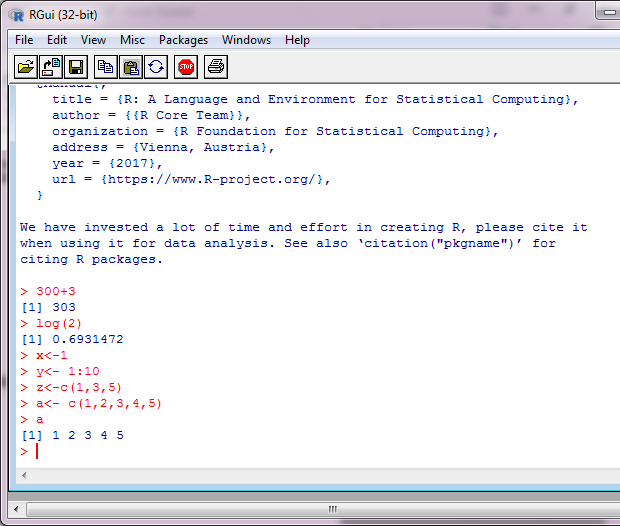 RGui (32-bit)
File Edit View Misc Packages Windows Help
STOP
title = {R: A Language and Environment for Statistical Computing},
author = {{R Core Team}},
organization = {R Foundation for Statistical Computing},
address = {Vienna, Austria},
year = {2017},
url = {https://www.R-project.org/},
}
We have invested a lot of time and effort in creating R, please cite it
when using it for data analysis. See also ‘citation("pkgname")’ for
citing R packages.
> 300+3
[1] 303
> log(2)
[1] 0.6931472
> x<-1
> y<- 1:10
> z<-c(1,3,5)
> a<- c(1,2,3,4,5)
> a
[1] 1 2 3 4 5
>